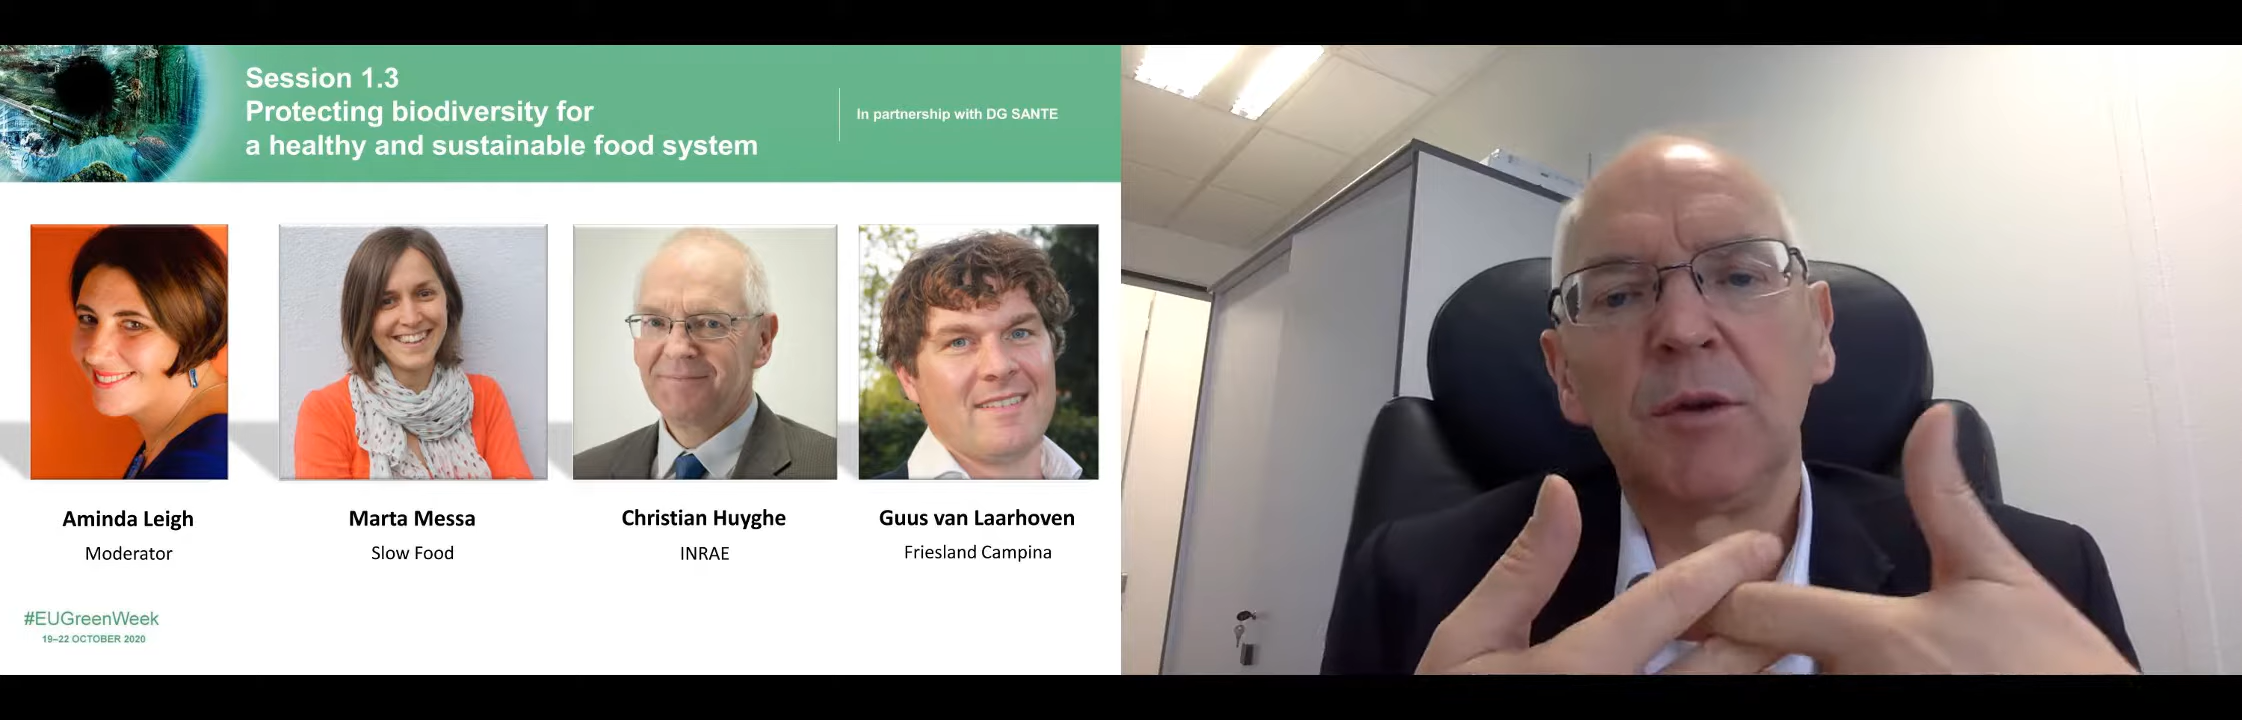 Session 1.3
Protecting biodiversity for
a healthy and sustainable food system
In partnership with DG SANTE
Aminda Leigh
Moderator
Marta Messa
Slow Food
Christian Huyghe
INRAE
Guus van Laarhoven
Friesland Campina
#EUGreenWeek
19–22 OCTOBER 2020